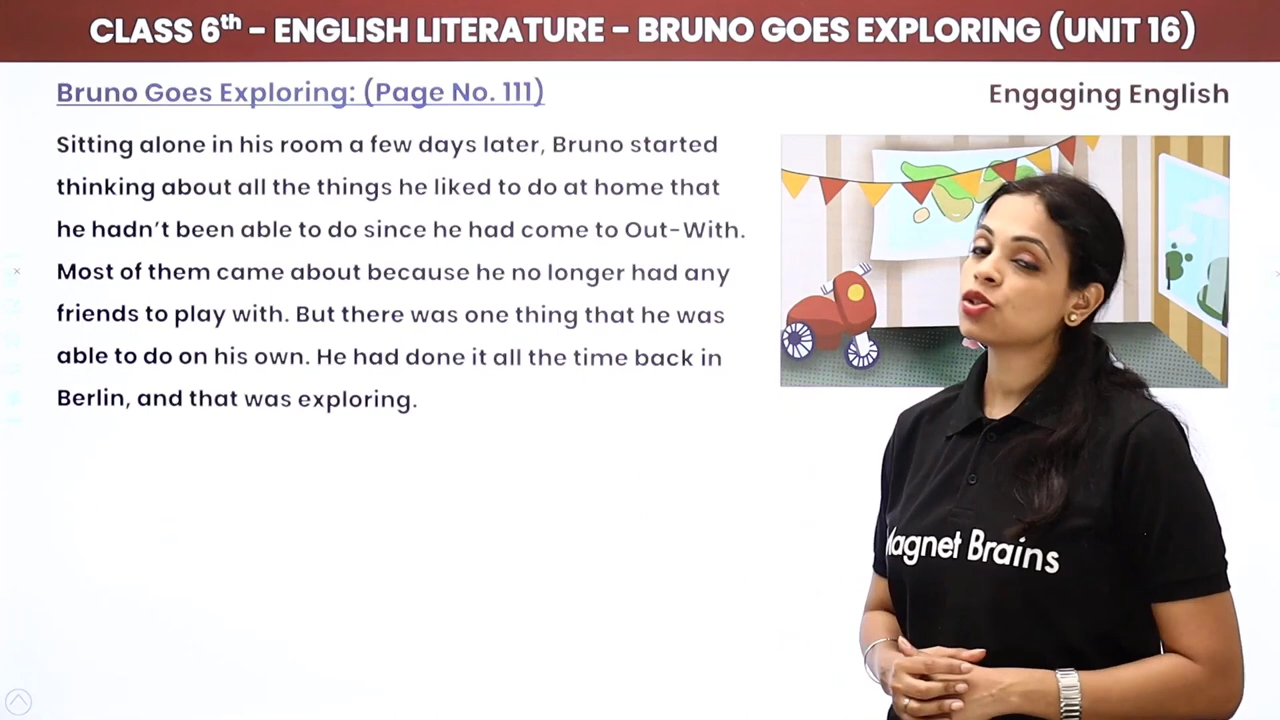 CLASS 6th – ENGLISH LITERATURE – BRUNO GOES EXPLORING (UNIT 16)
Bruno Goes Exploring: (Page No. 111)
Engaging English
Sitting alone in his room a few days later, Bruno started
thinking about all the things he liked to do at home that
he hadn't been able to do since he had come to Out-With.
Most of them came about because he no longer had any
friends to play with. But there was one thing that he was
able to do on his own. He had done it all the time back in
Berlin, and that was exploring.
Magnet Brains